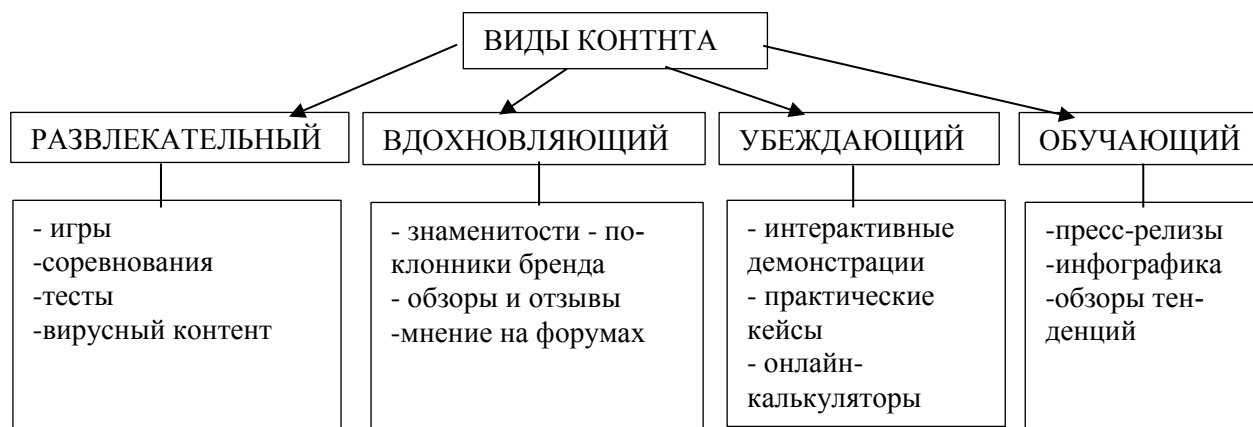 ВИДЫ КОНТНТА
РАЗВЛЕКАТЕЛЬНЫЙ
ВДОХНОВЛЯЮЩИЙ
УБЕЖДАЮЩИЙ
ОБУЧАЮЩИЙ
- игры
-соревнования
-тесты
-вирусный контент
- знаменитости - по-
клонники бренда
- обзоры и отзывы
-мнение на форумах
- интерактивные
демонстрации
- практические
кейсы
- онлайн-
калькуляторы
-пресс-релизы
-инфографика
-обзоры тен-
денций